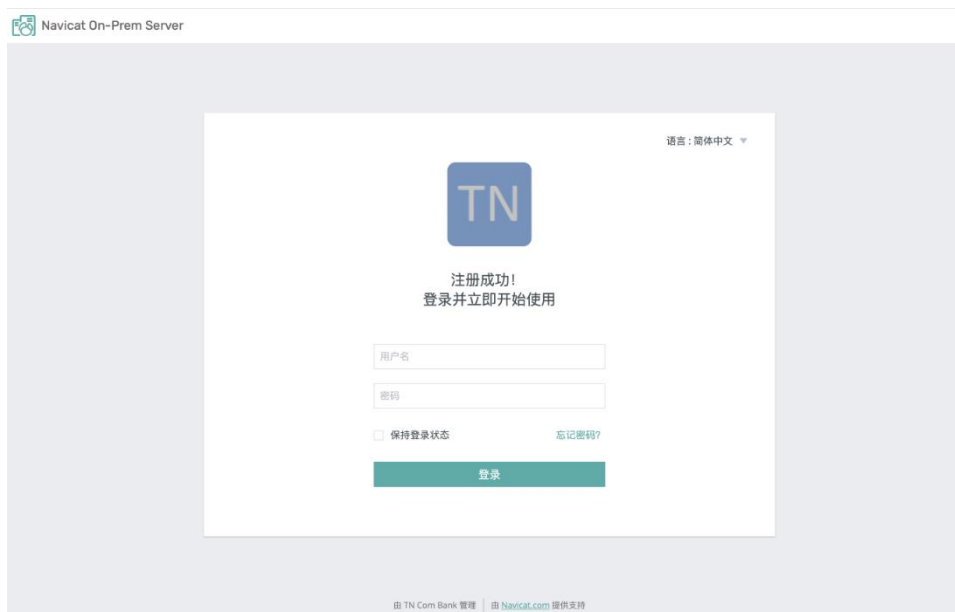 Navicat On-Prem Server
语言 : 简体中文
TN
注册成功!
登录并立即开始使用
用户名
密码
保持登录状态 忘记密码?
登录
由 TN Com Bank 管理 | 由 Navicat.com 提供支持